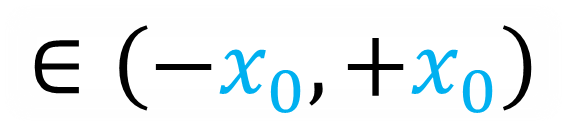 ∈ (−x₀, +x₀)